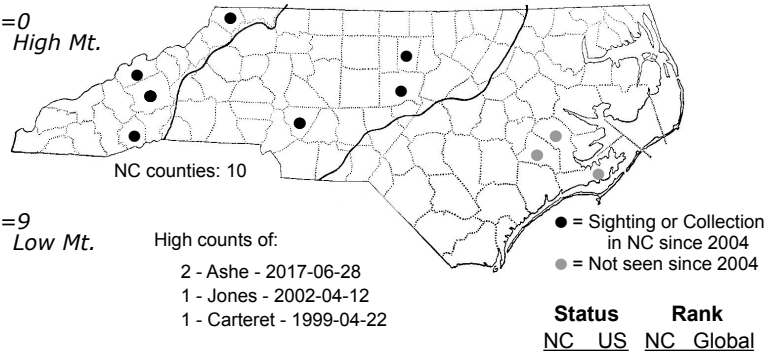 =0
High Mt.
NC counties: 10
=9
Low Mt.
High counts of:
2 - Ashe - 2017-06-28
1 - Jones - 2002-04-12
1 - Carteret - 1999-04-22
= Sighting or Collection
in NC since 2004
= Not seen since 2004
Status Rank
NC US NC Global